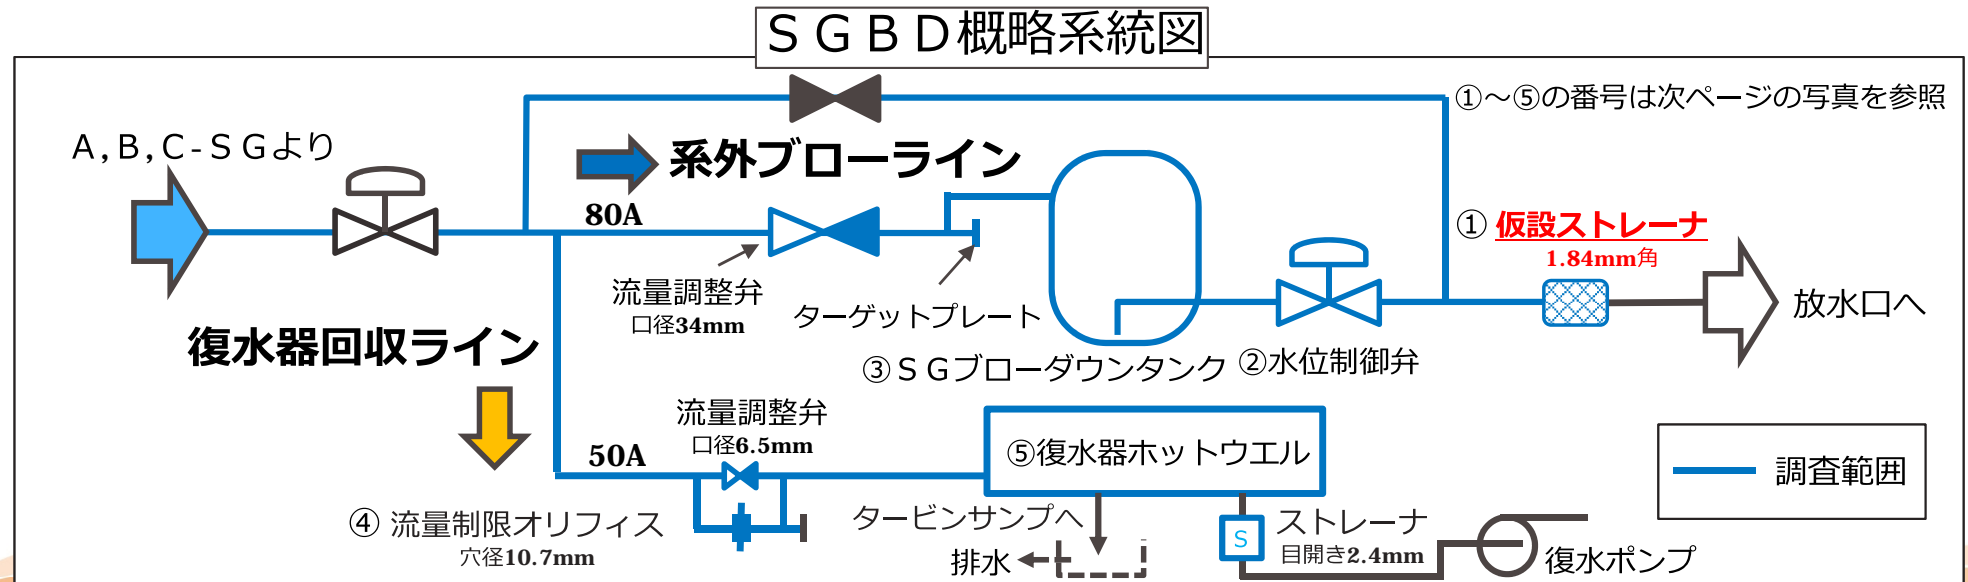 ＳＧＢＤ概略系統図
①～⑤の番号は次ページの写真を参照
A,B,C-ＳＧより
系外ブローライン
80A
① 仮設ストレーナ
1.84mm角
流量調整弁
口径34mm
ターゲットプレート
放水口へ
復水器回収ライン
③ＳＧブローダウンタンク
②水位制御弁
流量調整弁
口径6.5mm
50A
⑤復水器ホットウエル
調査範囲
④ 流量制限オリフィス
穴径10.7mm
タービンサンプへ
排水
S
ストレーナ
目開き2.4mm
復水ポンプ